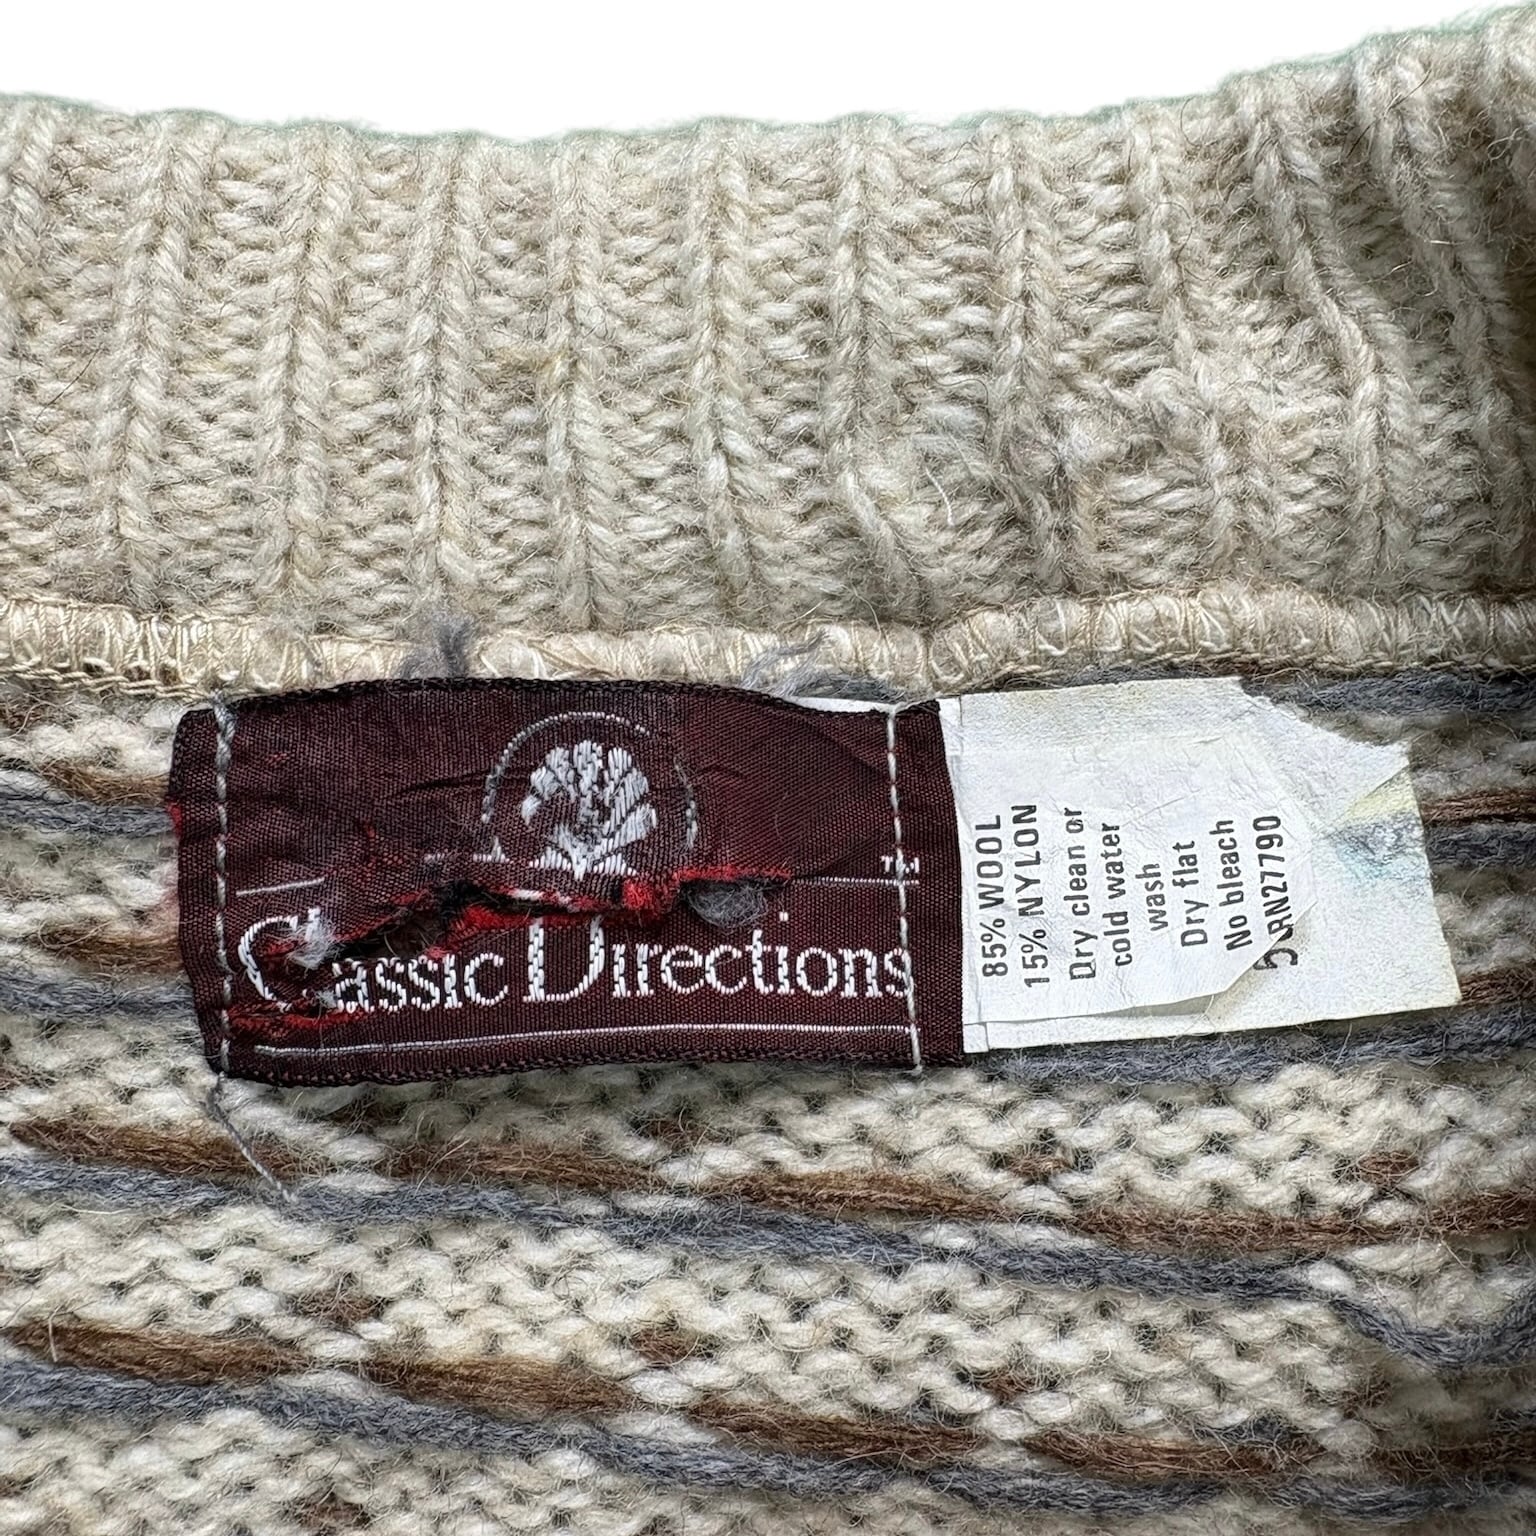 Classic Directions
TM
85% WOOL
15% NYLON
Dry clean or
cold water
wash
Dry flat
No bleach
RN27790